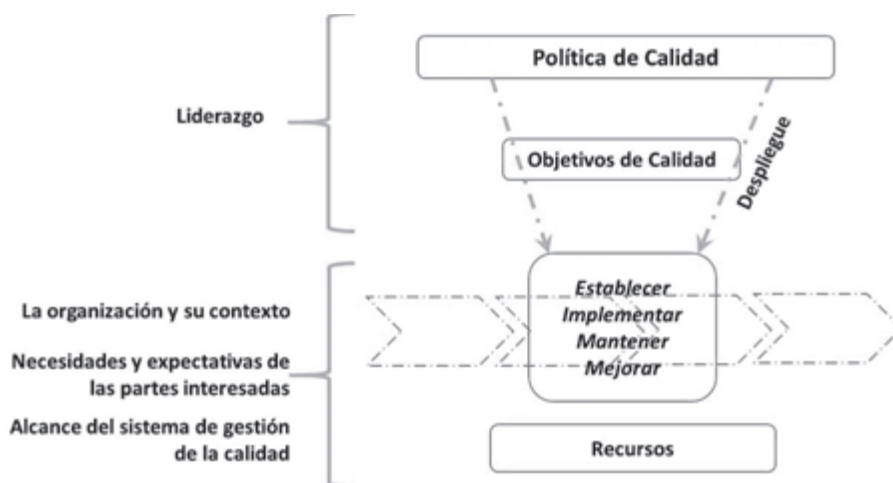 Política de Calidad
Liderazgo
Objetivos de Calidad
Despliegue
Establecer
Implementar
Mantener
Mejorar
La organización y su contexto
Necesidades y expectativas de
las partes interesadas
Alcance del sistema de gestión
de la calidad
Recursos